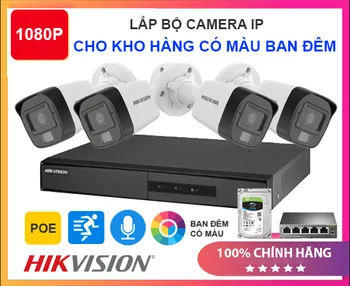 1080P
LẮP BỘ CAMERA IP
CHO KHO HÀNG CÓ MÀU BAN ĐÊM
HIKVISION
HIKVISION
POE
BAN ĐÊM
CÓ MÀU
100% CHÍNH HÃNG
HIKVISION